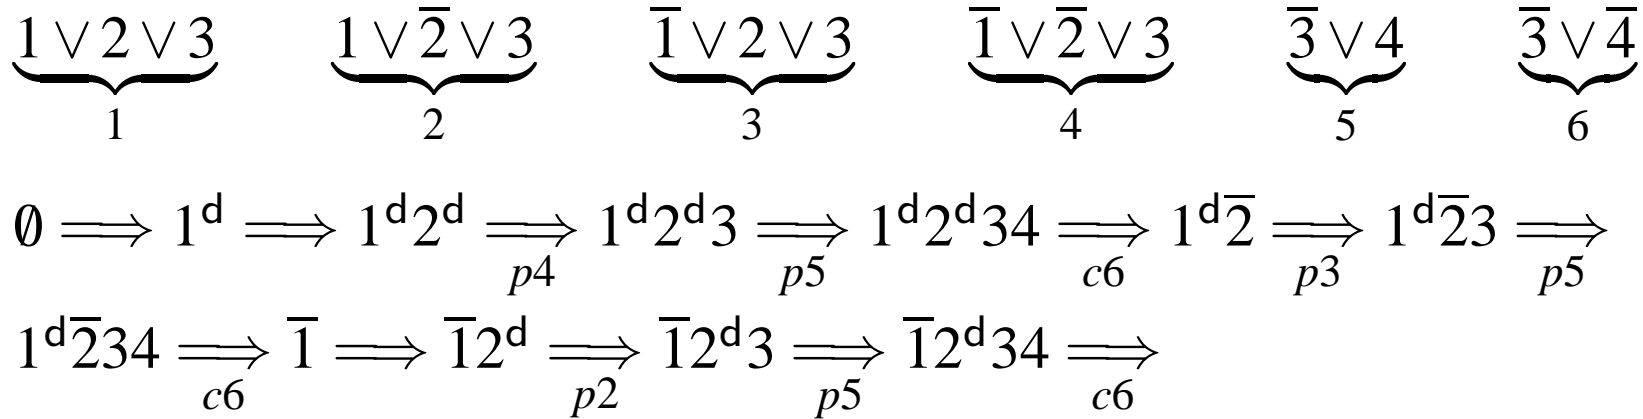 1 ∨ 2 ∨ 3 1 ∨ 2̅ ∨ 3 1̅ ∨ 2 ∨ 3 1̅ ∨ 2̅ ∨ 3 3̅ ∨ 4 3̅ ∨ 4̅
1 2 3 4 5 6
∅ ⟹ 1ᵈ ⟹ 1ᵈ2ᵈ ⟹ 1ᵈ2ᵈ3 ⟹ 1ᵈ2ᵈ34 ⟹ 1ᵈ2̅ ⟹ 1ᵈ2̅3 ⟹
p4 p5 c6 p3 p5
1ᵈ2̅34 ⟹ 1̅ ⟹ 1̅2ᵈ ⟹ 1̅2ᵈ3 ⟹ 1̅2ᵈ34 ⟹
c6 p2 p5 c6